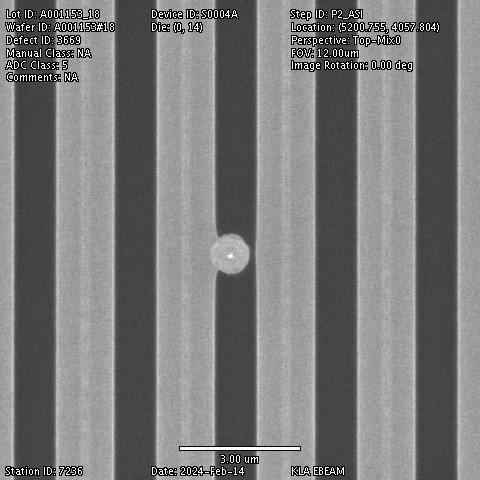 Lot ID: A001153_18
Wafer ID: A001153#18
Defect ID: 3669
Manual Class: NA
ADC Class: 5
Comments: NA
Device ID: S0004A
Die: (0, 14)
Step ID: P2_ASI
Location: (5200.755, 4057.804)
Perspective: Top-Mix0
FOV: 12.00um
Image Rotation: 0.00 deg
3.00 um
Station ID: 7236
Date: 2024-Feb-14
KLA EBEAM